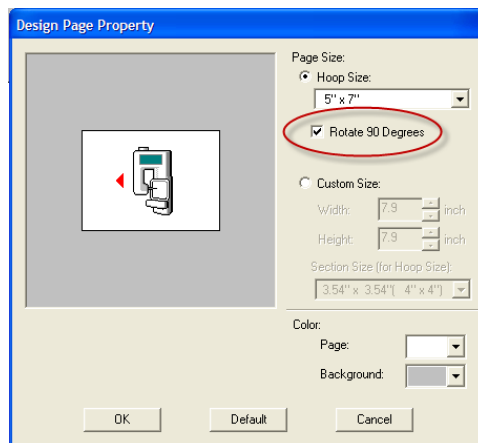 Design Page Property
Page Size:
Hoop Size:
5" x 7"
Rotate 90 Degrees
Custom Size:
Width: 7.9 inch
Height: 7.9 inch
Section Size (for Hoop Size):
3.54" x 3.54"( 4" x 4")
Color:
Page:
Background:
OK Default Cancel